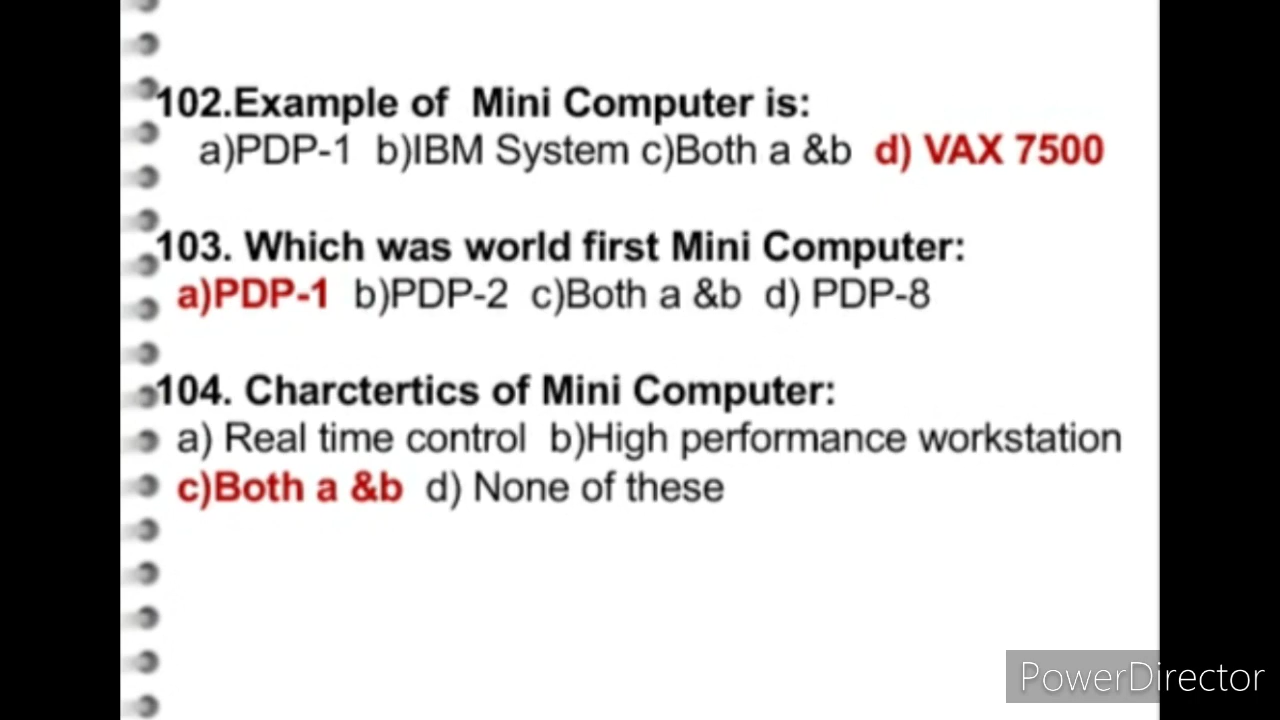 102.Example of Mini Computer is:
a)PDP-1 b)IBM System c)Both a &b d) VAX 7500
103. Which was world first Mini Computer:
a)PDP-1 b)PDP-2 c)Both a &b d) PDP-8
104. Charctertics of Mini Computer:
a) Real time control b)High performance workstation
c)Both a &b d) None of these
PowerDirector